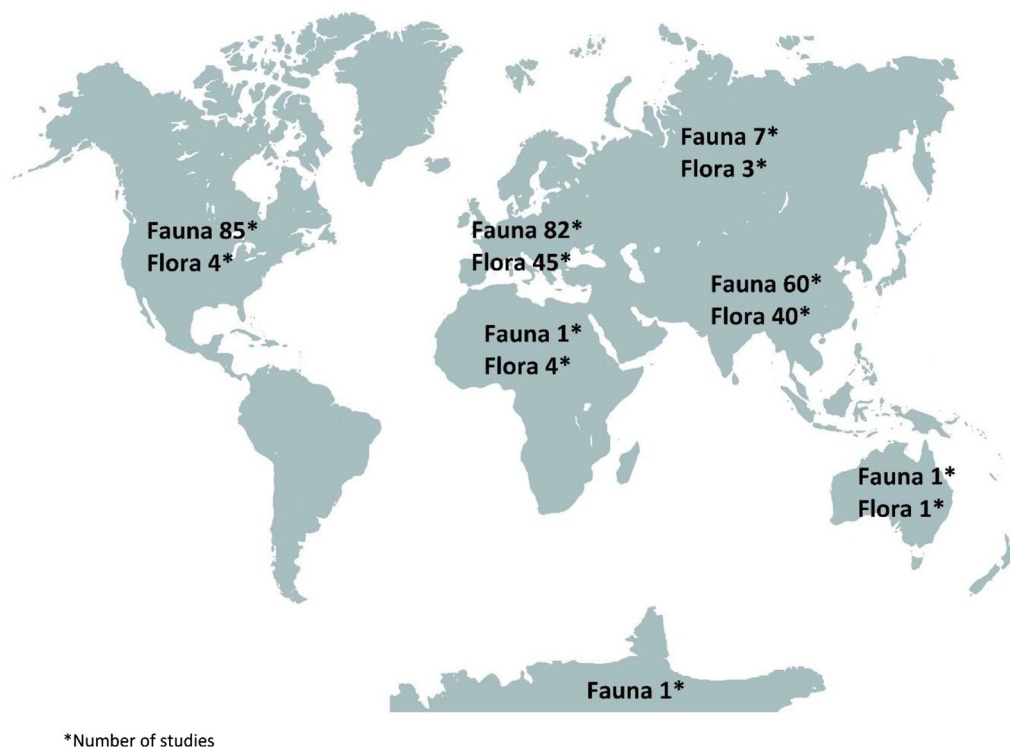 Fauna 7*
Flora 3*
Fauna 85*
Flora 4*
Fauna 82*
Flora 45*
Fauna 60*
Flora 40*
Fauna 1*
Flora 4*
Fauna 1*
Flora 1*
Fauna 1*
*Number of studies